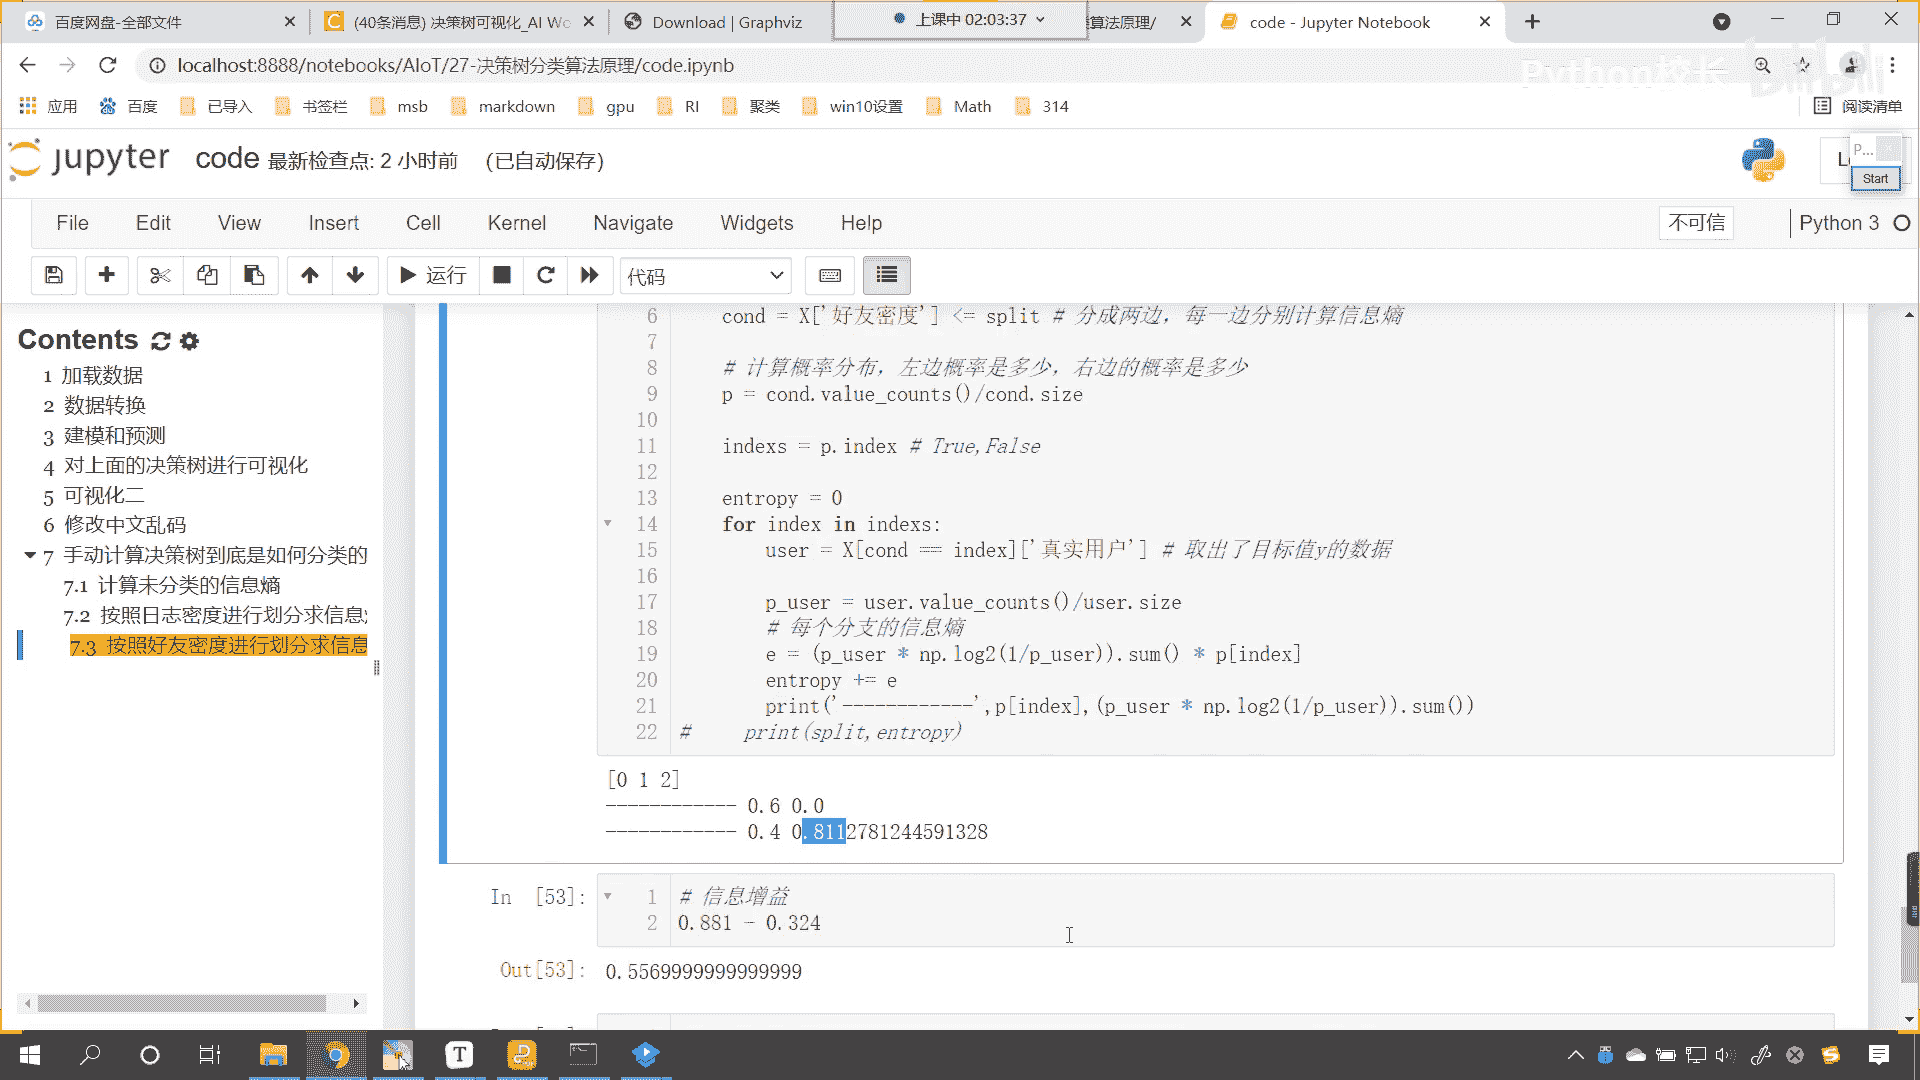 百度网盘-全部文件
(40条消息) 决策树可视化_AI Wo
Download | Graphviz
上课中 02:03:37
算法原理/
code - Jupyter Notebook
localhost:8888/notebooks/AIoT/27-决策树分类算法原理/code.ipynb
Python校长
bilibili
应用
百度
已导入
书签栏
msb
markdown
gpu
RI
聚类
win10设置
Math
314
阅读清单
jupyter
code 最新检查点: 2 小时前 (已自动保存)
P...
Start
File Edit View Insert Cell Kernel Navigate Widgets Help
不可信
Python 3
运行
代码
Contents
1 加载数据
2 数据转换
3 建模和预测
4 对上面的决策树进行可视化
5 可视化二
6 修改中文乱码
7 手动计算决策树到底是如何分类的
7.1 计算未分类的信息熵
7.2 按照日志密度进行划分求信息
7.3 按照好友密度进行划分求信息
6 cond = X['好友密度'] <= split # 分成两边，每一边分别计算信息熵
7
8 # 计算概率分布，左边概率是多少，右边的概率是多少
9 p = cond.value_counts()/cond.size
10
11 indexs = p.index # True,False
12
13 entropy = 0
14 for index in indexs:
15 user = X[cond == index]['真实用户'] # 取出了目标值y的数据
16
17 p_user = user.value_counts()/user.size
18 # 每个分支的信息熵
19 e = (p_user * np.log2(1/p_user)).sum() * p[index]
20 entropy += e
21 print('------------',p[index],(p_user * np.log2(1/p_user)).sum())
22 # print(split,entropy)
[0 1 2]
------------ 0.6 0.0
------------ 0.4 0.8112781244591328
In [53]:
1 # 信息增益
2 0.881 - 0.324
Out[53]: 0.5569999999999999